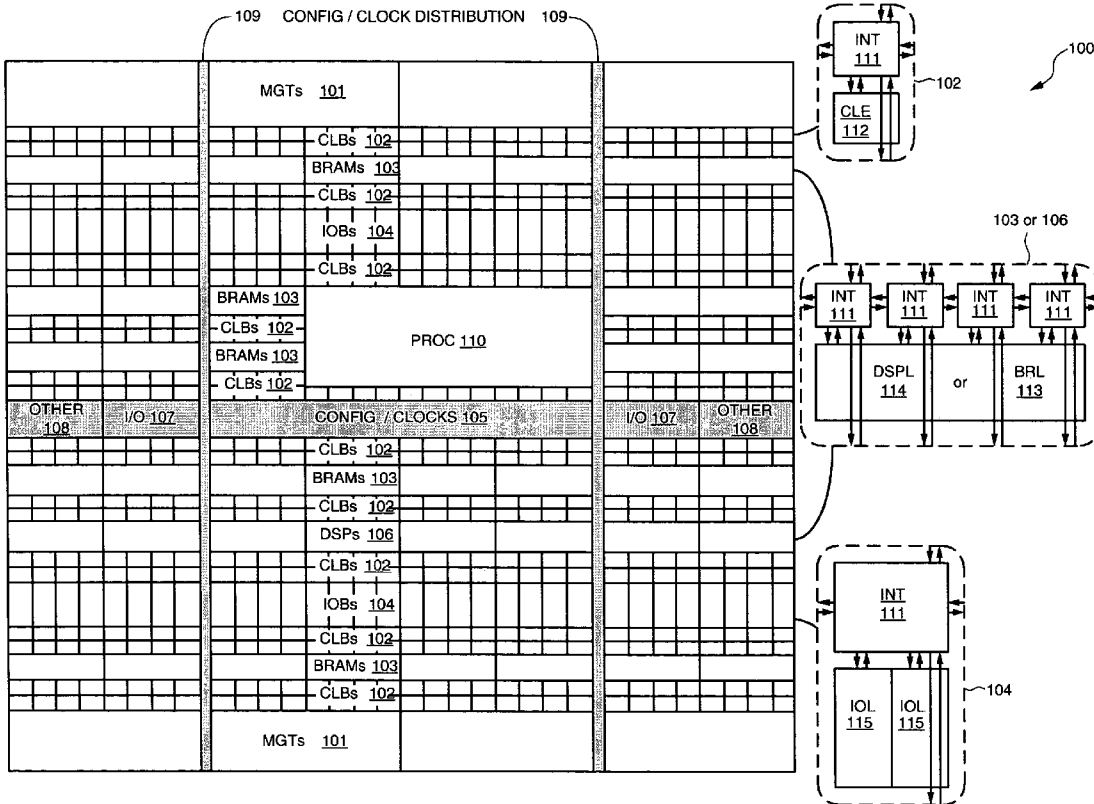 109 CONFIG / CLOCK DISTRIBUTION 109
MGTs 101
CLBs 102
BRAMs 103
CLBs 102
IOBs 104
CLBs 102
BRAMs 103
CLBs 102
BRAMs 103
CLBs 102
PROC 110
OTHER
108
I/O 107
CONFIG / CLOCKS 105
I/O 107
OTHER
108
CLBs 102
BRAMs 103
CLBs 102
DSPs 106
CLBs 102
IOBs 104
CLBs 102
BRAMs 103
CLBs 102
MGTs 101
INT
111
CLE
112
102
100
103 or 106
INT
111
INT
111
INT
111
INT
111
DSPL
114
or
BRL
113
INT
111
IOL
115
IOL
115
104